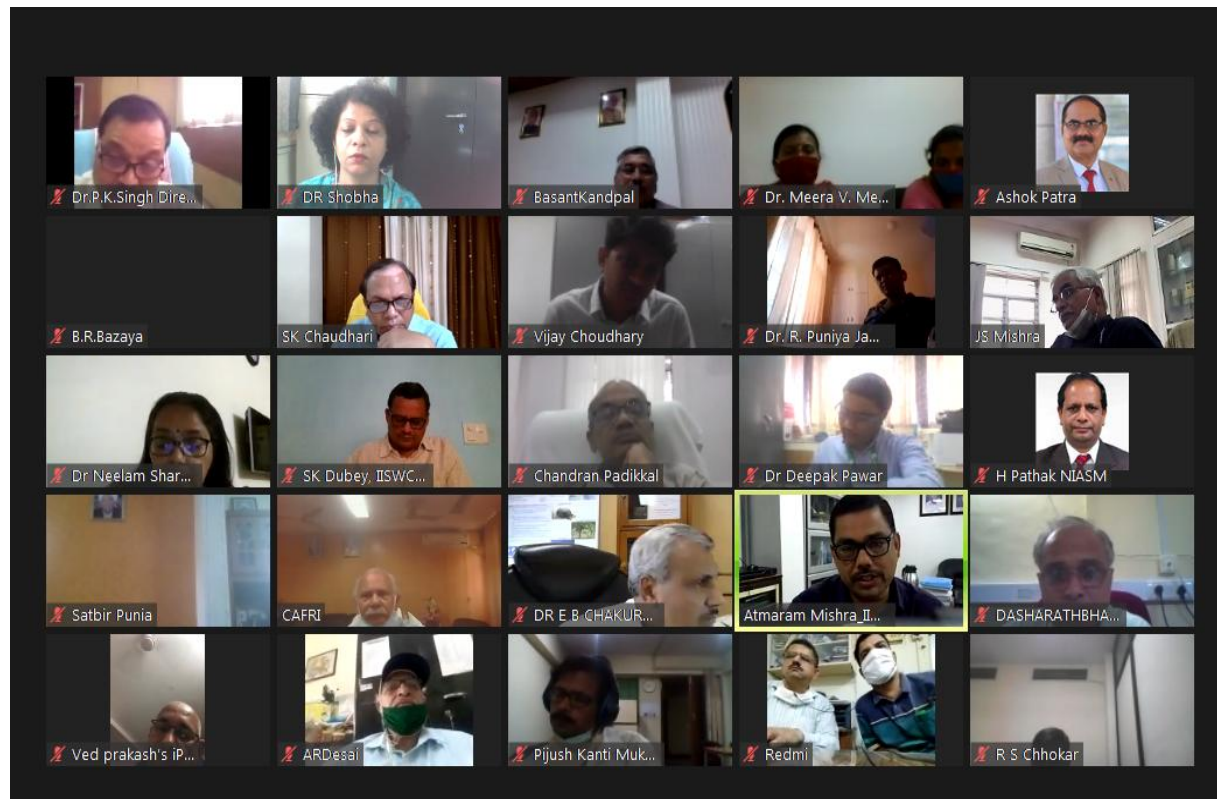 Dr.P.K.Singh Dire...
DR Shobha
BasantKandpal
Dr. Meera V. Me...
Ashok Patra
B.R.Bazaya
SK Chaudhari
Vijay Choudhary
Dr. R. Puniya Ja...
JS Mishra
Dr Neelam Shar...
SK Dubey, IISWC...
Chandran Padikkal
Dr Deepak Pawar
H Pathak NIASM
Satbir Punia
CAFRI
DR E B CHAKUR...
Atmaram Mishra_II...
DASHARATHBHA...
Ved prakash's iP...
ARDesai
Pijush Kanti Muk...
Redmi
R S Chhokar